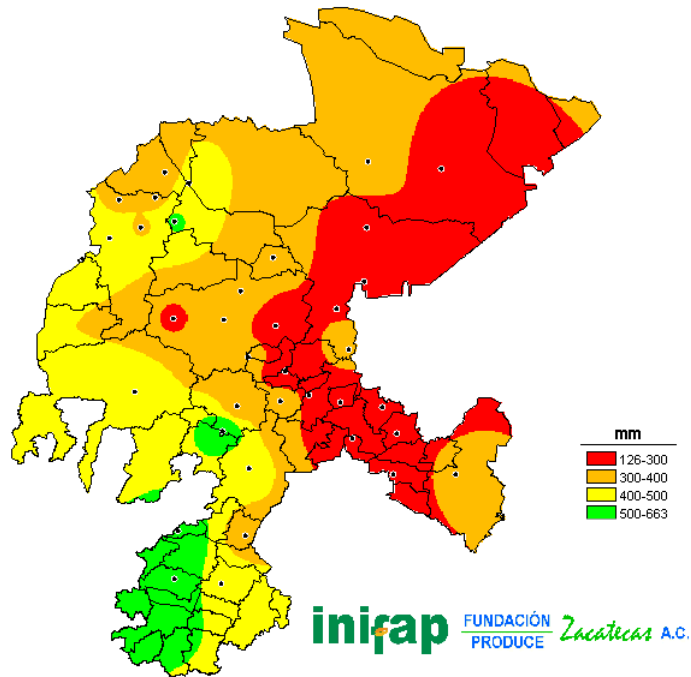 mm
126-300
300-400
400-500
500-663
inifap
FUNDACIÓN
PRODUCE
Zacatecas A.C.